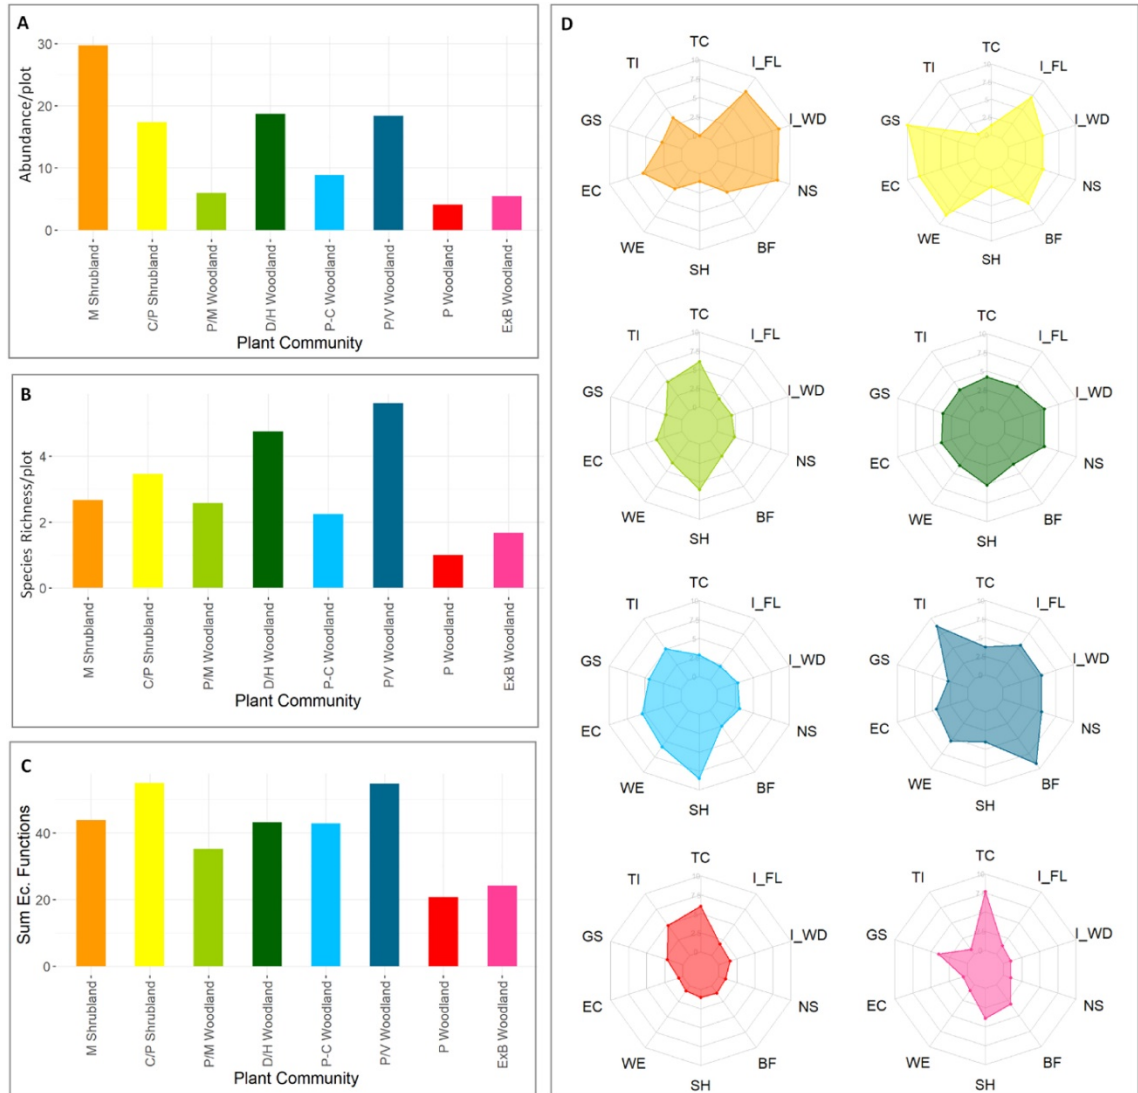 A
Abundance/plot
30
20
10
0
M Shrubland
C/P Shrubland
P/M Woodland
D/H Woodland
P-C Woodland
P/V Woodland
P Woodland
ExB Woodland
Plant Community
B
Species Richness/plot
4
2
0
M Shrubland
C/P Shrubland
P/M Woodland
D/H Woodland
P-C Woodland
P/V Woodland
P Woodland
ExB Woodland
Plant Community
C
Sum Ec. Functions
40
20
0
M Shrubland
C/P Shrubland
P/M Woodland
D/H Woodland
P-C Woodland
P/V Woodland
P Woodland
ExB Woodland
Plant Community
D
TC
I_FL
I_WD
NS
BF
SH
WE
EC
GS
TI
TC
I_FL
I_WD
NS
BF
SH
WE
EC
GS
TI
TC
I_FL
I_WD
NS
BF
SH
WE
EC
GS
TI
TC
I_FL
I_WD
NS
BF
SH
WE
EC
GS
TI
TC
I_FL
I_WD
NS
BF
SH
WE
EC
GS
TI
TC
I_FL
I_WD
NS
BF
SH
WE
EC
GS
TI
TC
I_FL
I_WD
NS
BF
SH
WE
EC
GS
TI
TC
I_FL
I_WD
NS
BF
SH
WE
EC
GS
TI